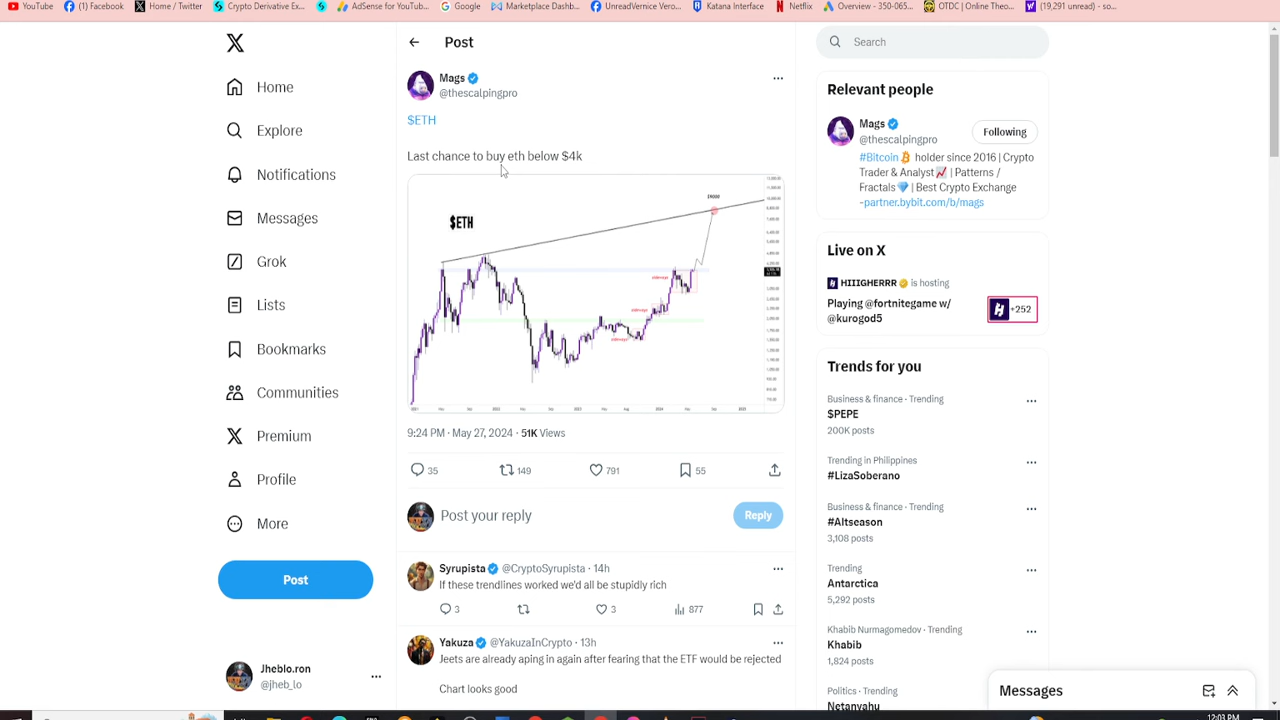 YouTube
(1) Facebook
Home / Twitter
Crypto Derivative Ex...
AdSense for YouTub...
Google
Marketplace Dashb...
UnreadVernice Vero...
Katana Interface
Netflix
Overview - 350-065...
OTDC | Online Theo...
(19,291 unread) - so...
Home
Explore
Notifications
Messages
Grok
Lists
Bookmarks
Communities
Premium
Profile
More
Post
Jheblo.ron
@jheb_lo
Post
Mags
@thescalpingpro
$ETH
Last chance to buy eth below $4k
$ETH
9:24 PM · May 27, 2024 · 51K Views
35
149
791
55
Post your reply
Reply
Syrupista @CryptoSyrupista · 14h
If these trendlines worked we'd all be stupidly rich
3
3
877
Yakuza @YakuzaInCrypto · 13h
Jeets are already aping in again after fearing that the ETF would be rejected
Chart looks good
Search
Relevant people
Mags
@thescalpingpro
Following
#Bitcoin holder since 2016 | Crypto
Trader & Analyst | Patterns /
Fractals | Best Crypto Exchange
-partner.bybit.com/b/mags
Live on X
HIIIGHERRR is hosting
Playing @fortnitegame w/
@kurogod5
+252
Trends for you
Business & finance · Trending
$PEPE
200K posts
Trending in Philippines
#LizaSoberano
Business & finance · Trending
#Altseason
3,108 posts
Trending
Antarctica
5,292 posts
Khabib Nurmagomedov · Trending
Khabib
1,824 posts
Politics · Trending
Netanyahu
Messages
12:03 PM